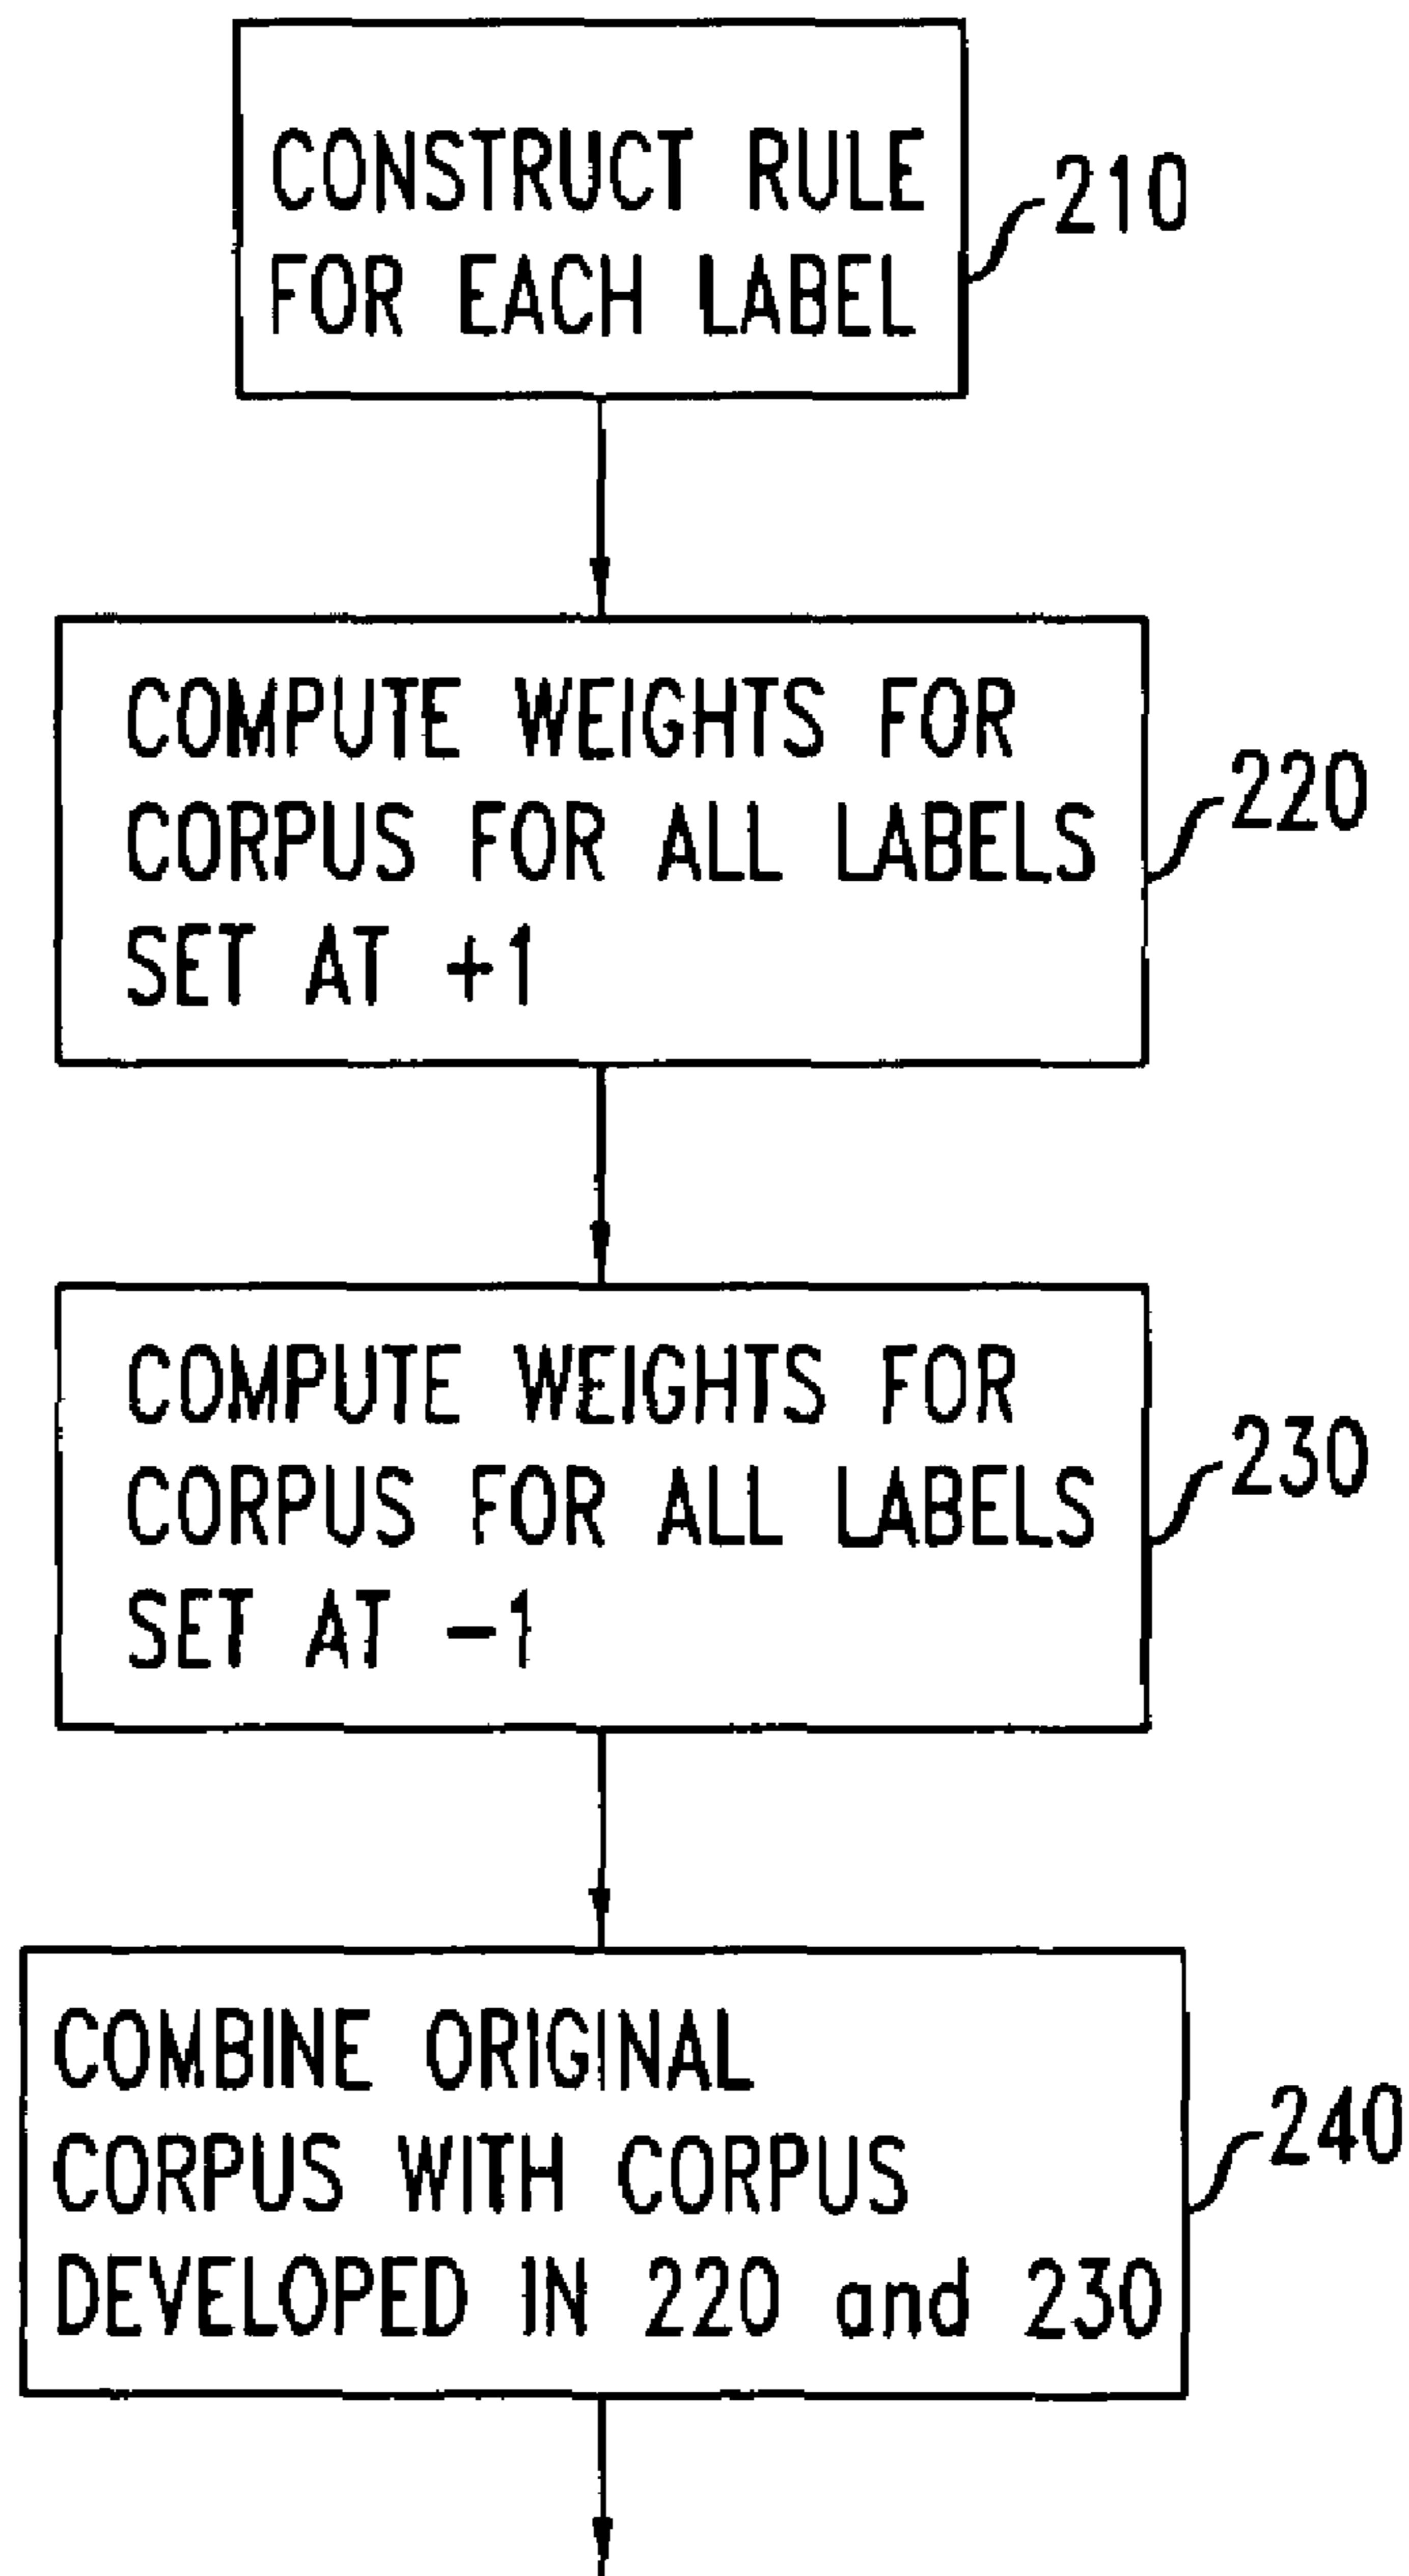 CONSTRUCT RULE
FOR EACH LABEL
210
COMPUTE WEIGHTS FOR
CORPUS FOR ALL LABELS
SET AT +1
220
COMPUTE WEIGHTS FOR
CORPUS FOR ALL LABELS
SET AT -1
230
COMBINE ORIGINAL
CORPUS WITH CORPUS
DEVELOPED IN 220 and 230
240